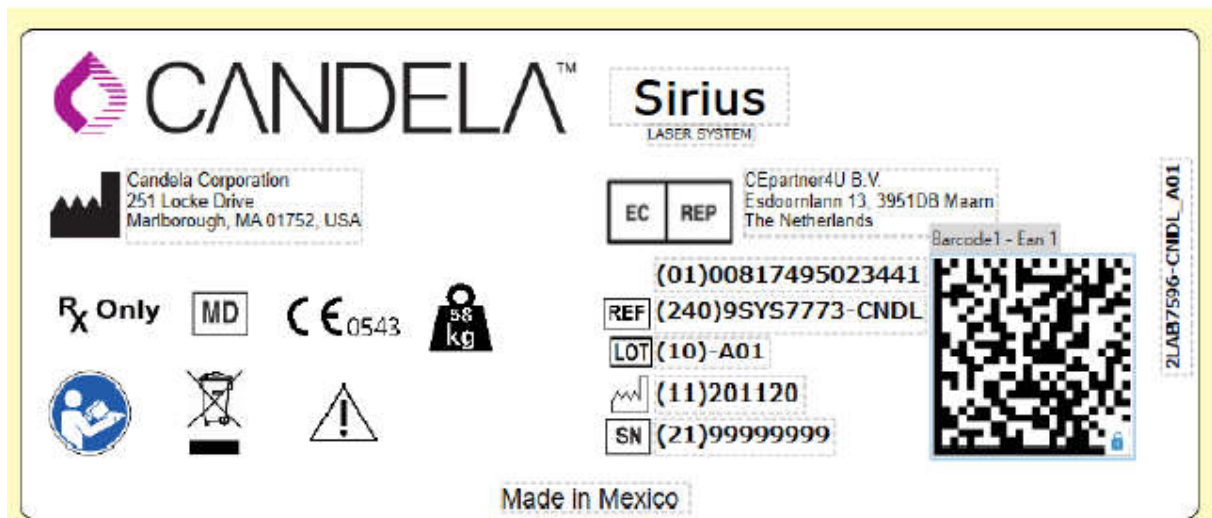 CANDELA™
Sirius
LASER SYSTEM
Candela Corporation
251 Locke Drive
Marlborough, MA 01752, USA
EC REP
CEpartner4U B.V.
Esdoornlann 13, 3951DB Maarn
The Netherlands
Barcode1 - Ean 1
2LAB7596-CNDL_A01
(01)00817495023441
REF (240)9SYS7773-CNDL
LOT (10)-A01
(11)201120
SN (21)99999999
Rx Only
MD
CE 0543
58
kg
Made in Mexico